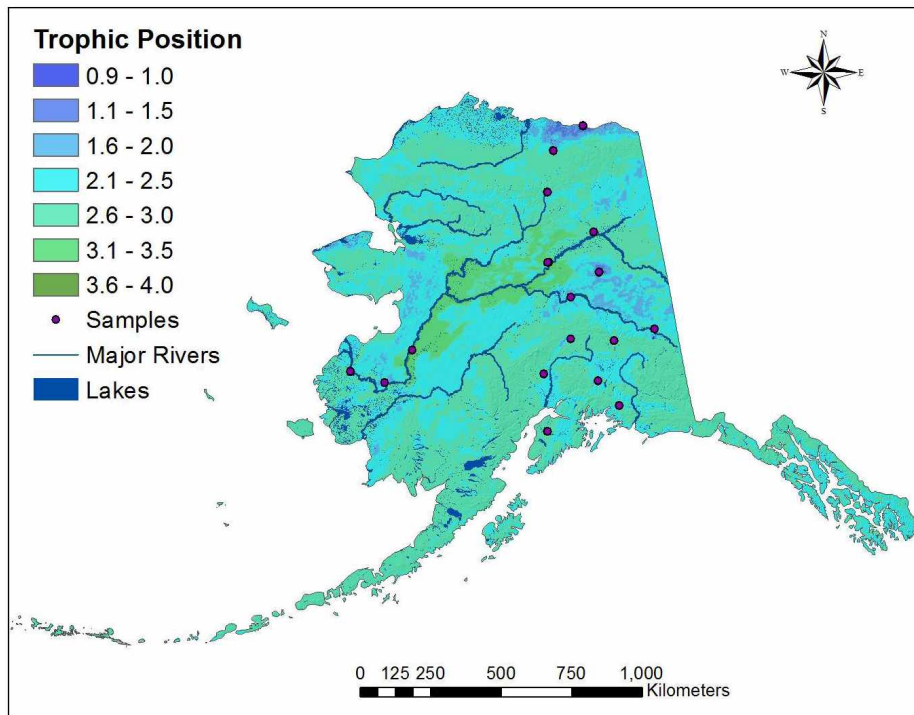 Trophic Position
0.9 - 1.0
1.1 - 1.5
1.6 - 2.0
2.1 - 2.5
2.6 - 3.0
3.1 - 3.5
3.6 - 4.0
Samples
Major Rivers
Lakes
N
W E
S
0 125 250 500 750 1,000
Kilometers